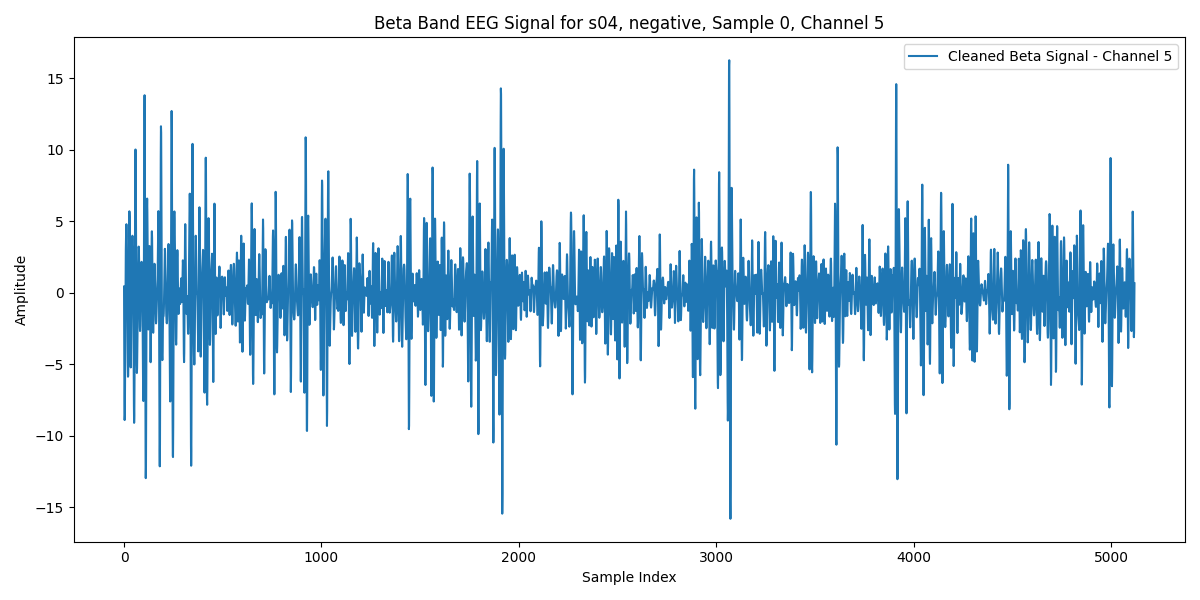 Beta Band EEG Signal for s04, negative, Sample 0, Channel 5
Cleaned Beta Signal - Channel 5
Amplitude
15
10
5
0
−5
−10
−15
0 1000 2000 3000 4000 5000
Sample Index